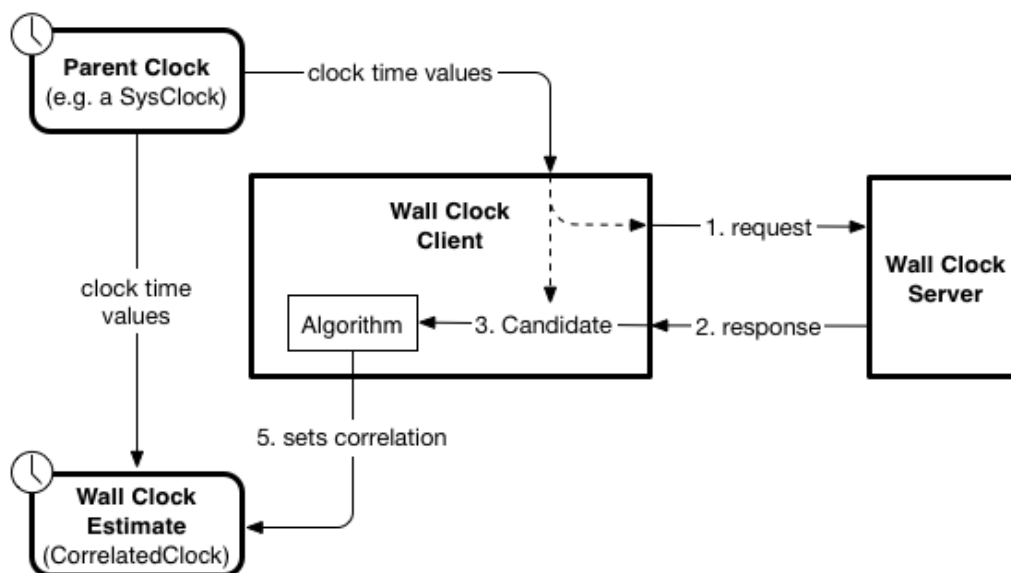 Parent Clock
(e.g. a SysClock)
clock time values
Wall Clock
Client
1. request
Wall Clock
Server
clock time
values
Algorithm
3. Candidate
2. response
5. sets correlation
Wall Clock
Estimate
(CorrelatedClock)